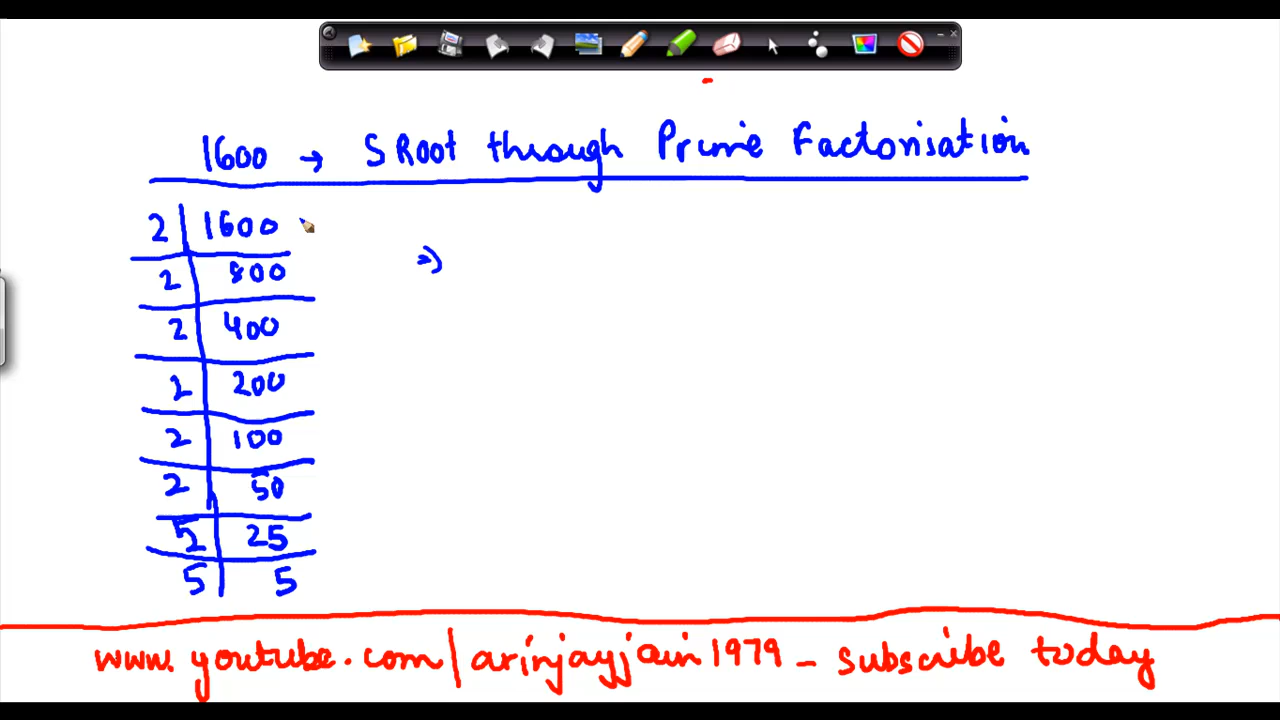 1600 → S Root through Prime Factorisation
2 | 1600
2 | 800
⇒
2 | 400
2 | 200
2 | 100
2 | 50
5 | 25
5 | 5
www.youtube.com/arinjayjain1979 - subscribe today